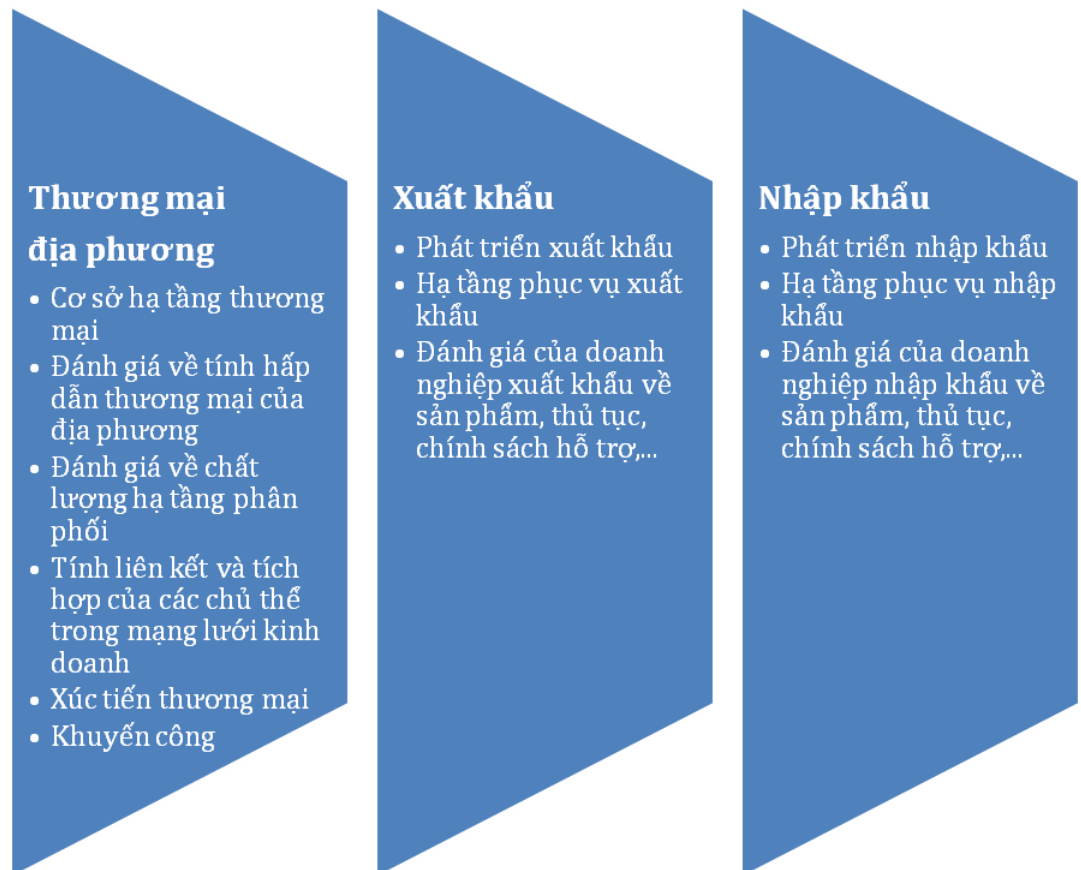 Thương mại
địa phương
• Cơ sở hạ tầng thương
mại
• Đánh giá về tính hấp
dẫn thương mại của
địa phương
• Đánh giá về chất
lượng hạ tầng phân
phối
• Tính liên kết và tích
hợp của các chủ thể
trong mạng lưới kinh
doanh
• Xúc tiến thương mại
• Khuyến công
Xuất khẩu
• Phát triển xuất khẩu
• Hạ tầng phục vụ xuất
khẩu
• Đánh giá của doanh
nghiệp xuất khẩu về
sản phẩm, thủ tục,
chính sách hỗ trợ,...
Nhập khẩu
• Phát triển nhập khẩu
• Hạ tầng phục vụ nhập
khẩu
• Đánh giá của doanh
nghiệp nhập khẩu về
sản phẩm, thủ tục,
chính sách hỗ trợ,...